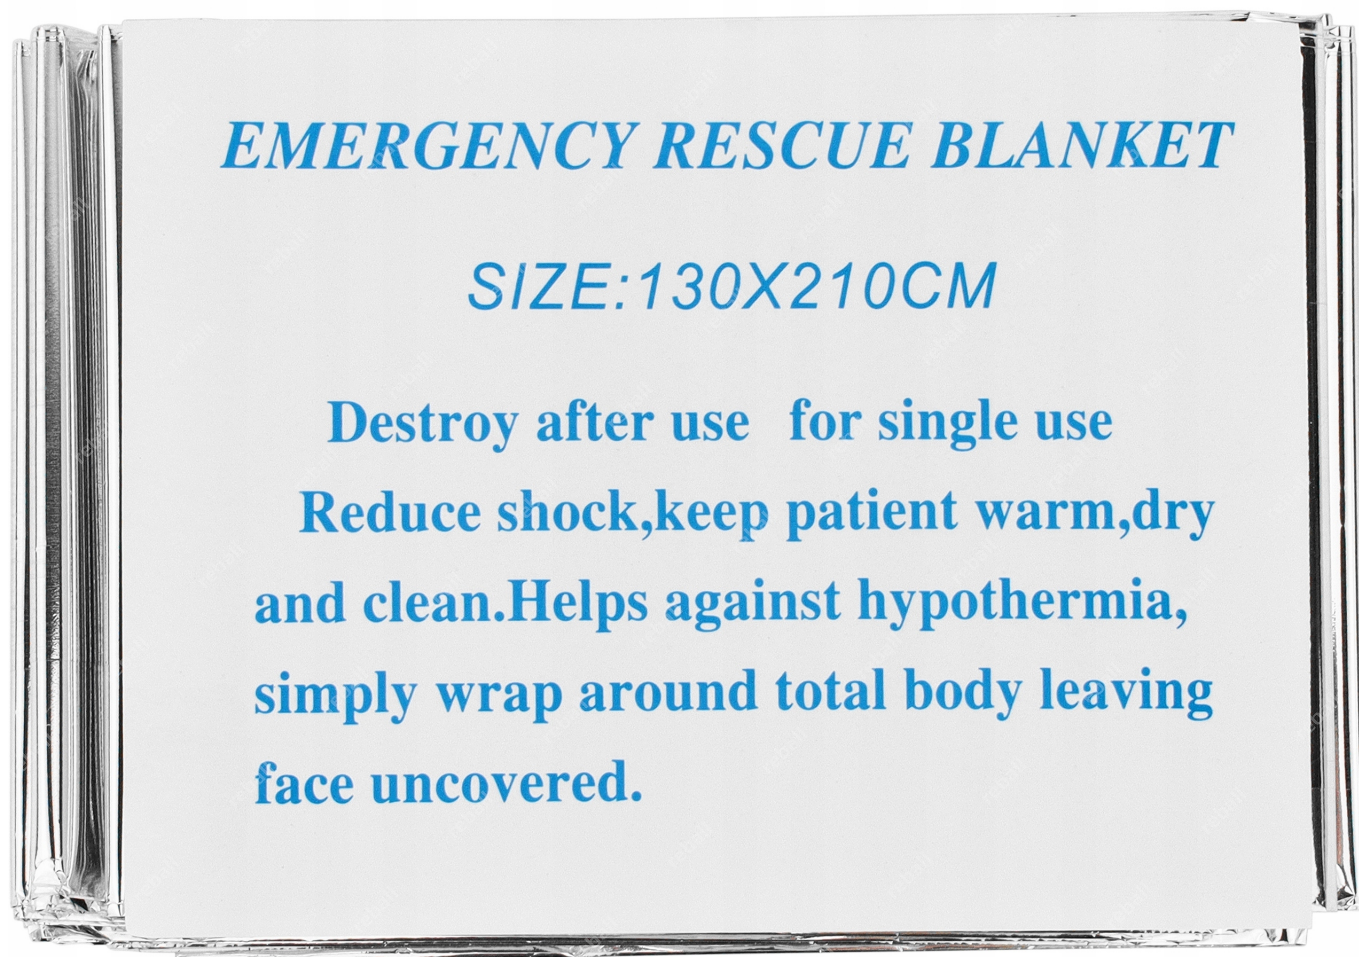 EMERGENCY RESCUE BLANKET
SIZE:130X210CM
Destroy after use for single use
Reduce shock,keep patient warm,dry
and clean.Helps against hypothermia,
simply wrap around total body leaving
face uncovered.